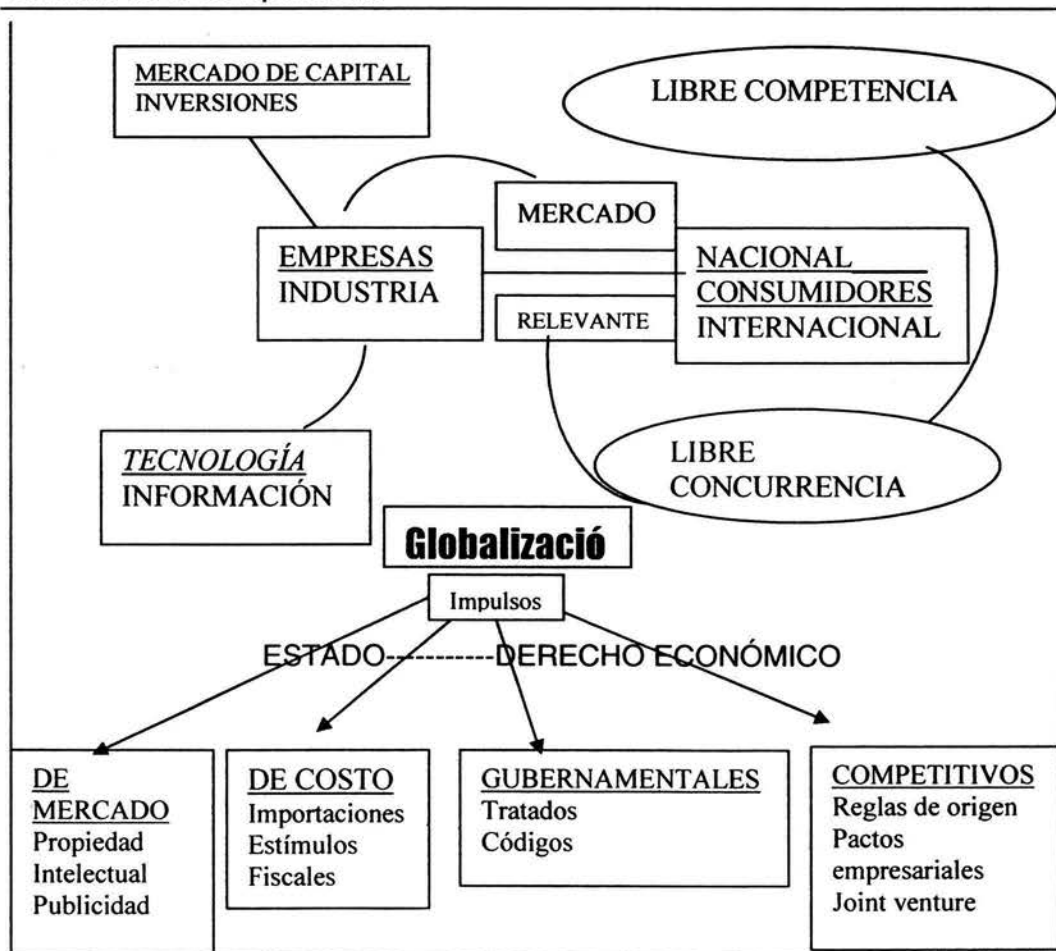 MERCADO DE CAPITAL
INVERSIONES
LIBRE COMPETENCIA
MERCADO
EMPRESAS
INDUSTRIA
NACIONAL
CONSUMIDORES
INTERNACIONAL
RELEVANTE
TECNOLOGÍA
INFORMACIÓN
LIBRE
CONCURRENCIA
Globalizació
Impulsos
ESTADO-----------DERECHO ECONÓMICO
DE
MERCADO
Propiedad
Intelectual
Publicidad
DE COSTO
Importaciones
Estímulos
Fiscales
GUBERNAMENTALES
Tratados
Códigos
COMPETITIVOS
Reglas de origen
Pactos
empresariales
Joint venture